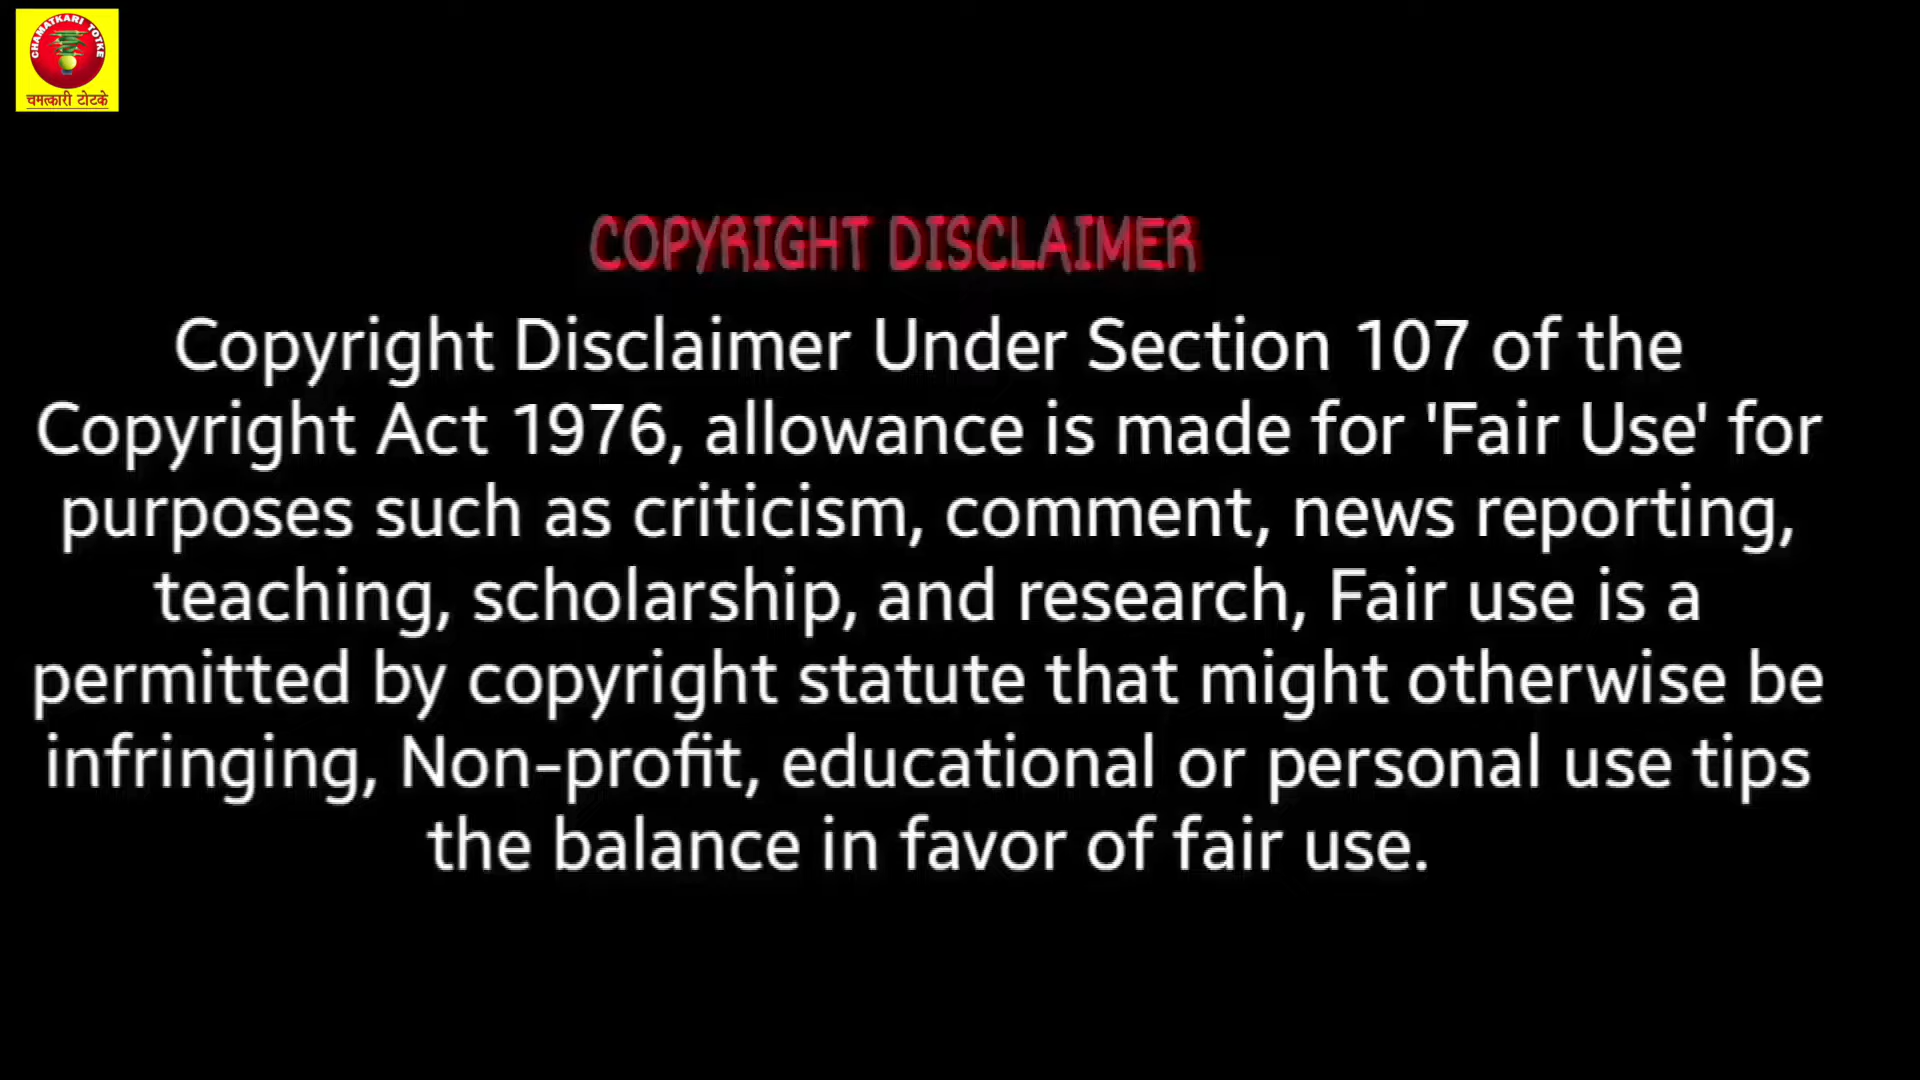 CHAMATKARI TOTKE
चमत्कारी टोटके
COPYRIGHT DISCLAIMER
Copyright Disclaimer Under Section 107 of the
Copyright Act 1976, allowance is made for 'Fair Use' for
purposes such as criticism, comment, news reporting,
teaching, scholarship, and research, Fair use is a
permitted by copyright statute that might otherwise be
infringing, Non-profit, educational or personal use tips
the balance in favor of fair use.